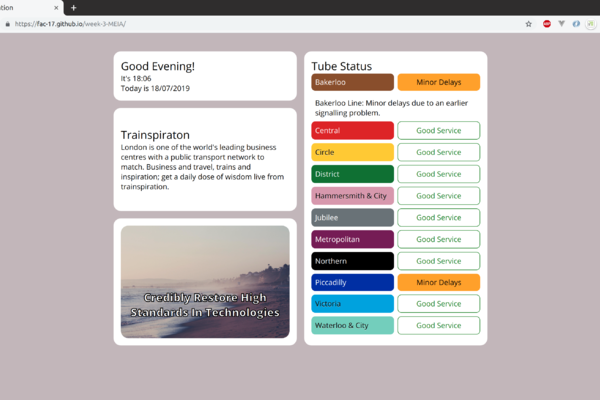 ation
https://fac-17.github.io/week-3-MEIA/
Good Evening!
It's 18:06
Today is 18/07/2019
Trainspiraton
London is one of the world's leading business
centres with a public transport network to
match. Business and travel, trains and
inspiration; get a daily dose of wisdom live from
trainspiration.
Credibly Restore High
Standards In Technologies
Tube Status
Bakerloo Minor Delays
Bakerloo Line: Minor delays due to an earlier
signalling problem.
Central Good Service
Circle Good Service
District Good Service
Hammersmith & City Good Service
Jubilee Good Service
Metropolitan Good Service
Northern Good Service
Piccadilly Minor Delays
Victoria Good Service
Waterloo & City Good Service